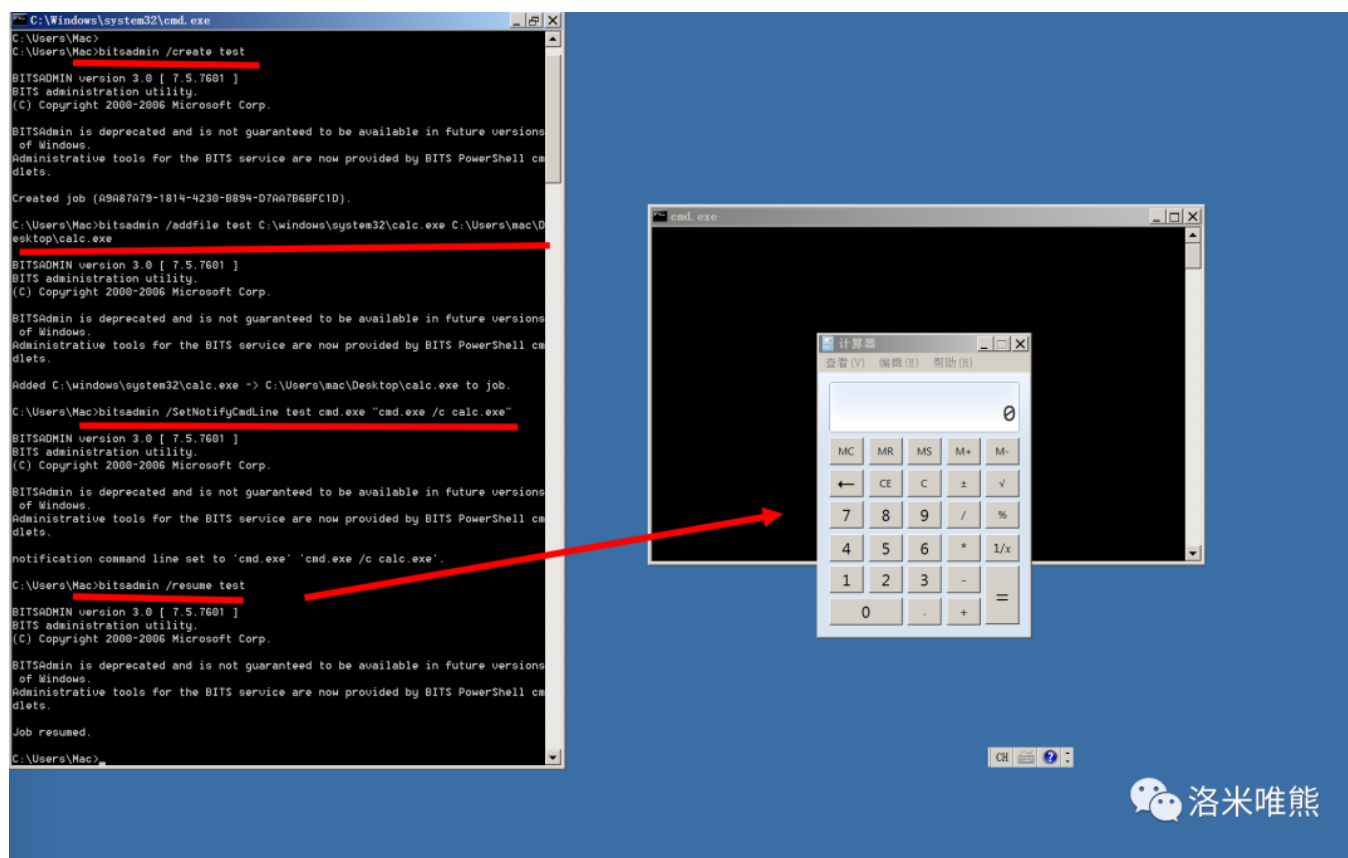 C:\Windows\system32\cmd.exe
C:\Users\Mac>
C:\Users\Mac>bitsadmin /create test
BITSADMIN version 3.0 [ 7.5.7601 ]
BITS administration utility.
(C) Copyright 2000-2006 Microsoft Corp.
BITSAdmin is deprecated and is not guaranteed to be available in future versions
 of Windows.
Administrative tools for the BITS service are now provided by BITS PowerShell cm
dlets.
Created job {A9A87A79-1814-4230-B894-D7AA7B6BFC1D}.
C:\Users\Mac>bitsadmin /addfile test C:\windows\system32\calc.exe C:\Users\mac\D
esktop\calc.exe
BITSADMIN version 3.0 [ 7.5.7601 ]
BITS administration utility.
(C) Copyright 2000-2006 Microsoft Corp.
BITSAdmin is deprecated and is not guaranteed to be available in future versions
 of Windows.
Administrative tools for the BITS service are now provided by BITS PowerShell cm
dlets.
Added C:\windows\system32\calc.exe -> C:\Users\mac\Desktop\calc.exe to job.
C:\Users\Mac>bitsadmin /SetNotifyCmdLine test cmd.exe "cmd.exe /c calc.exe"
BITSADMIN version 3.0 [ 7.5.7601 ]
BITS administration utility.
(C) Copyright 2000-2006 Microsoft Corp.
BITSAdmin is deprecated and is not guaranteed to be available in future versions
 of Windows.
Administrative tools for the BITS service are now provided by BITS PowerShell cm
dlets.
notification command line set to 'cmd.exe' 'cmd.exe /c calc.exe'.
C:\Users\Mac>bitsadmin /resume test
BITSADMIN version 3.0 [ 7.5.7601 ]
BITS administration utility.
(C) Copyright 2000-2006 Microsoft Corp.
BITSAdmin is deprecated and is not guaranteed to be available in future versions
 of Windows.
Administrative tools for the BITS service are now provided by BITS PowerShell cm
dlets.
Job resumed.
C:\Users\Mac>_
cmd.exe
计算器
查看(V) 编辑(E) 帮助(H)
0
MC MR MS M+ M-
← CE C ± √
7 8 9 / %
4 5 6 * 1/x
1 2 3 - =
0 . +
CH
洛米唯熊